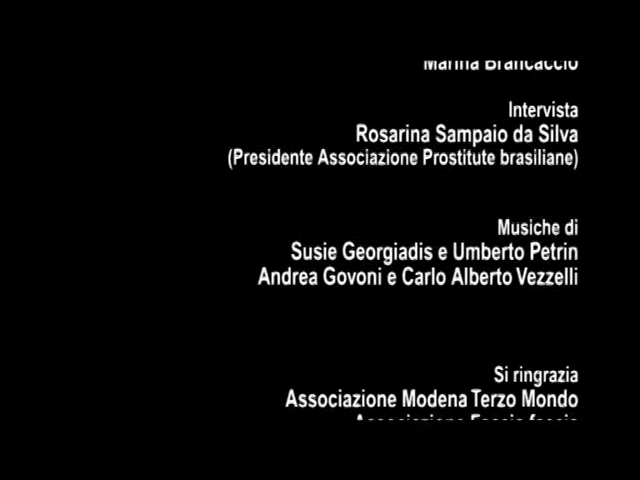 Marina Brancaccio
Intervista
Rosarina Sampaio da Silva
(Presidente Associazione Prostitute brasiliane)
Musiche di
Susie Georgiadis e Umberto Petrin
Andrea Govoni e Carlo Alberto Vezzelli
Si ringrazia
Associazione Modena Terzo Mondo
Associazione